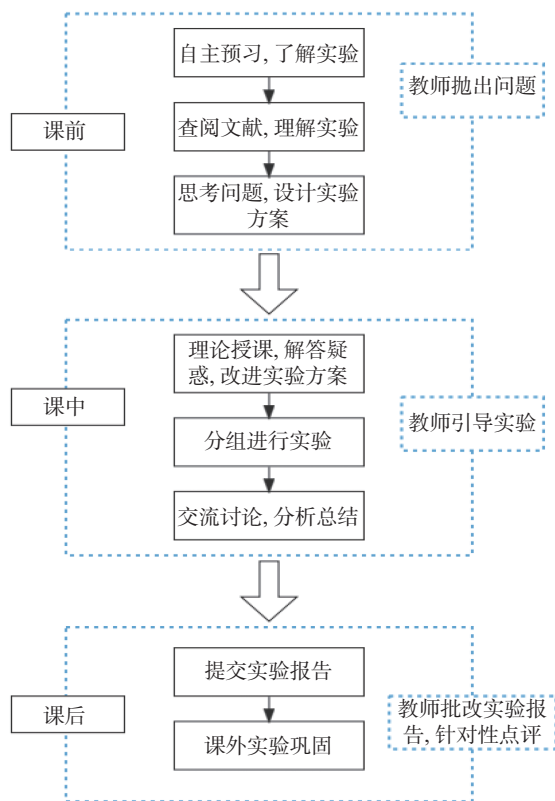 自主预习, 了解实验
教师抛出问题
课前
查阅文献, 理解实验
思考问题, 设计实验
方案
理论授课, 解答疑
惑, 改进实验方案
课中
教师引导实验
分组进行实验
交流讨论, 分析总结
提交实验报告
课后
教师批改实验报
告, 针对性点评
课外实验巩固